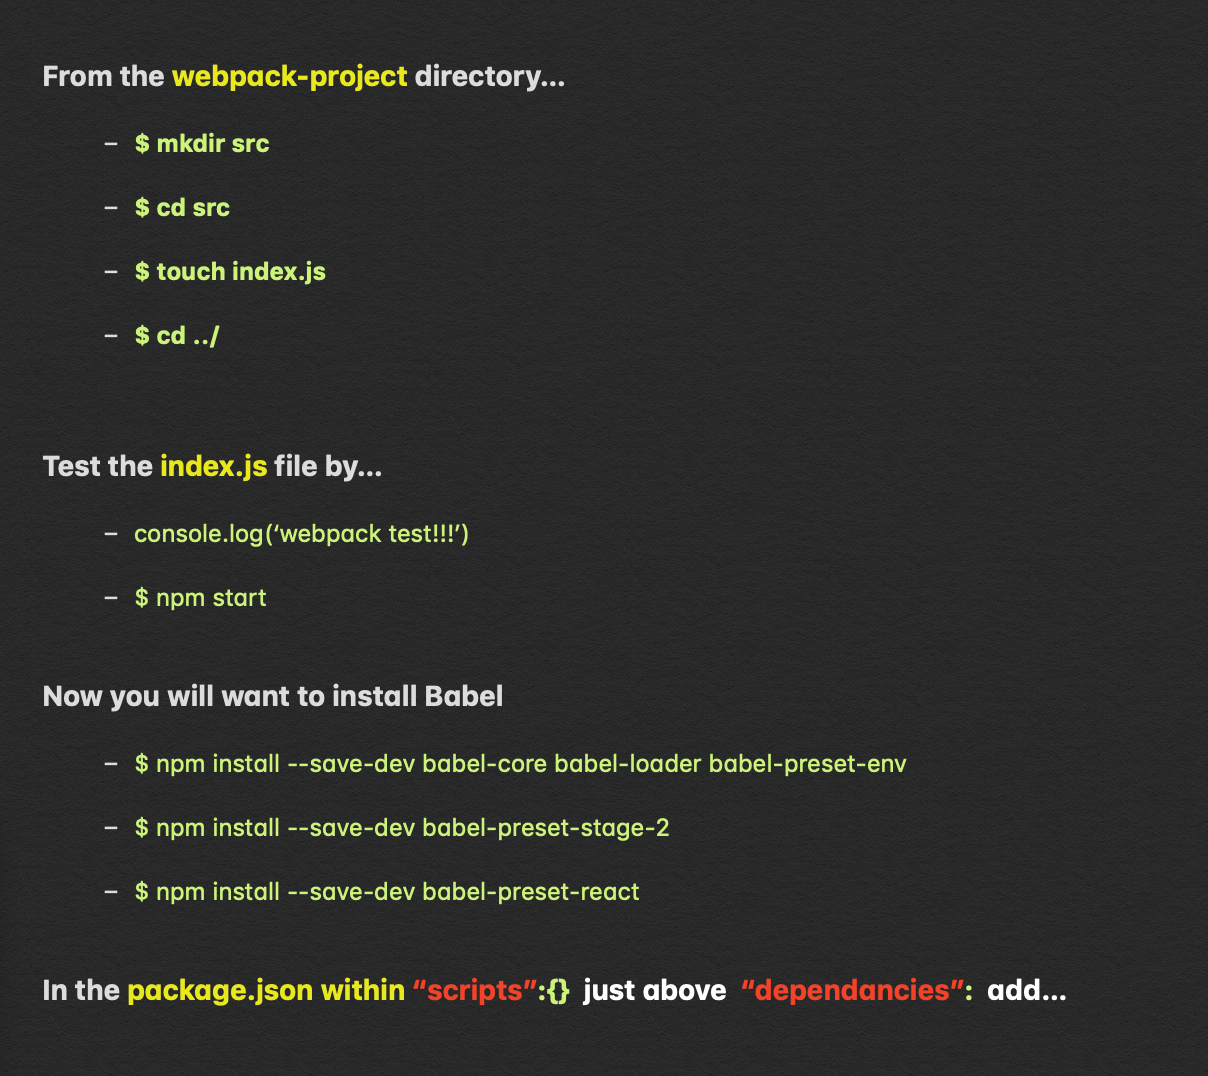 From the webpack-project directory...
– $ mkdir src
– $ cd src
– $ touch index.js
– $ cd ../
Test the index.js file by...
– console.log(‘webpack test!!!’)
– $ npm start
Now you will want to install Babel
– $ npm install --save-dev babel-core babel-loader babel-preset-env
– $ npm install --save-dev babel-preset-stage-2
– $ npm install --save-dev babel-preset-react
In the package.json within “scripts”:{} just above “dependancies”: add...